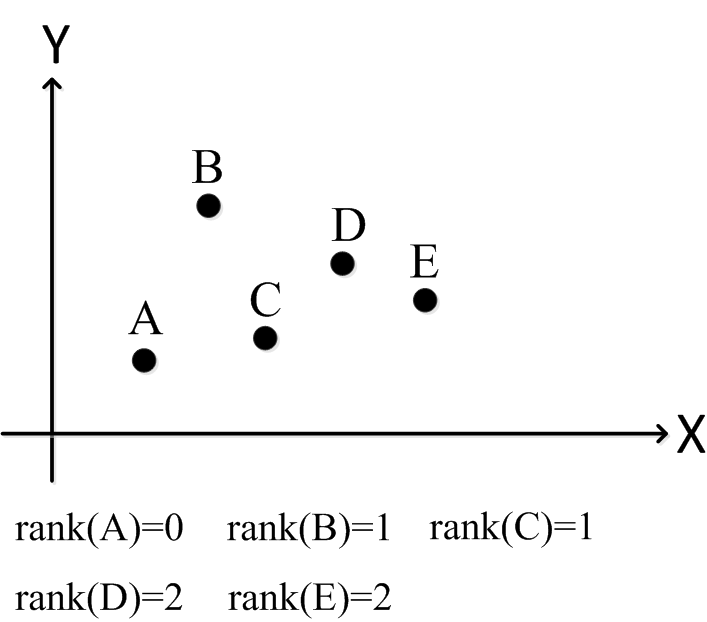 Y
B
D
E
C
A
X
rank(A)=0 rank(B)=1 rank(C)=1
rank(D)=2 rank(E)=2